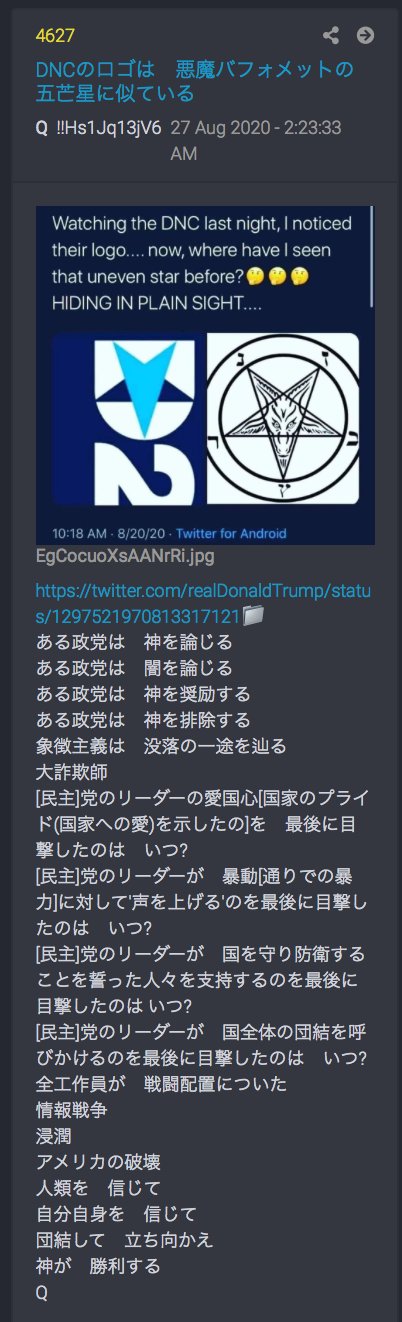 4627
DNCのロゴは　悪魔バフォメットの
五芒星に似ている
Q !!Hs1Jq13jV6 27 Aug 2020 - 2:23:33
AM
Watching the DNC last night, I noticed
their logo.... now, where have I seen
that uneven star before?🤔🤔🤔
HIDING IN PLAIN SIGHT....
2
10:18 AM · 8/20/20 · Twitter for Android
EgCocuoXsAANrRi.jpg
https://twitter.com/realDonaldTrump/statu
s/1297521970813317121📁
ある政党は　神を論じる
ある政党は　闇を論じる
ある政党は　神を奨励する
ある政党は　神を排除する
象徴主義は　没落の一途を辿る
大詐欺師
[民主]党のリーダーの愛国心[国家のプライ
ド(国家への愛)を示したの]を　最後に目
撃したのは　いつ?
[民主]党のリーダーが　暴動[通りでの暴
力]に対して'声を上げる'のを最後に目撃し
たのは　いつ?
[民主]党のリーダーが　国を守り防衛する
ことを誓った人々を支持するのを最後に
目撃したのは いつ?
[民主]党のリーダーが　国全体の団結を呼
びかけるのを最後に目撃したのは　いつ?
全工作員が　戦闘配置についた
情報戦争
浸潤
アメリカの破壊
人類を　信じて
自分自身を　信じて
団結して　立ち向かえ
神が　勝利する
Q